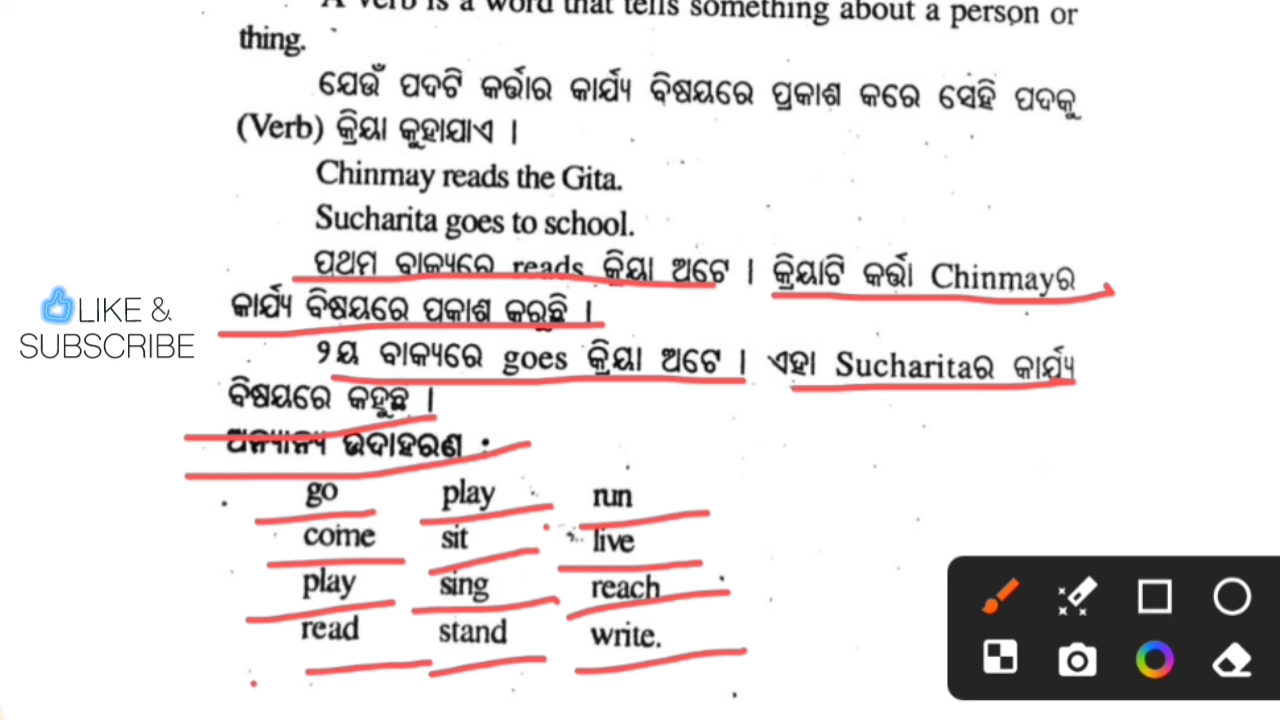 A verb is a word that tells something about a person or
thing.
ଯେଉଁ ପଦଟି କର୍ତ୍ତାର କାର୍ଯ୍ୟ ବିଷୟରେ ପ୍ରକାଶ କରେ ସେହି ପଦକୁ
(Verb) କ୍ରିୟା କୁହାଯାଏ ।
Chinmay reads the Gita.
Sucharita goes to school.
ପ୍ରଥମ ବାକ୍ୟରେ reads କ୍ରିୟା ଅଟେ । କ୍ରିୟାଟି କର୍ତ୍ତା Chinmayର
କାର୍ଯ୍ୟ ବିଷୟରେ ପ୍ରକାଶ କରୁଛି ।
୨ୟ ବାକ୍ୟରେ goes କ୍ରିୟା ଅଟେ । ଏହା Sucharitaର କାର୍ଯ୍ୟ
ବିଷୟରେ କହୁଛି ।
ଅନ୍ୟାନ୍ୟ ଉଦାହରଣ :
go play run
come sit live
play sing reach
read stand write.
LIKE &
SUBSCRIBE